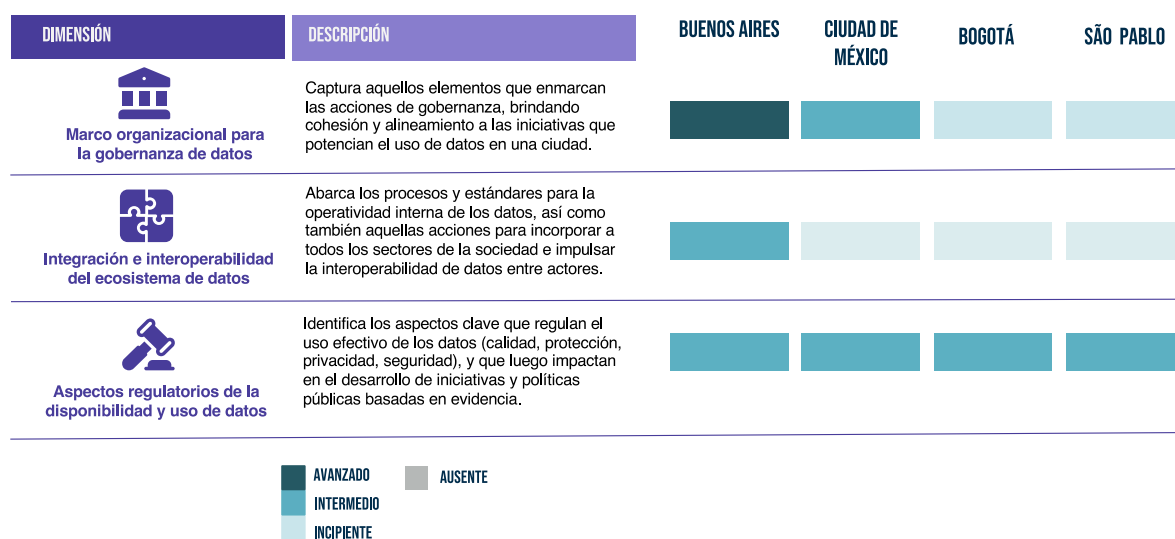 DIMENSIÓN
DESCRIPCIÓN
BUENOS AIRES
CIUDAD DE
MÉXICO
BOGOTÁ
SÃO PABLO
Marco organizacional para
la gobernanza de datos
Captura aquellos elementos que enmarcan
las acciones de gobernanza, brindando
cohesión y alineamiento a las iniciativas que
potencian el uso de datos en una ciudad.
Integración e interoperabilidad
del ecosistema de datos
Abarca los procesos y estándares para la
operatividad interna de los datos, así como
también aquellas acciones para incorporar a
todos los sectores de la sociedad e impulsar
la interoperabilidad de datos entre actores.
Aspectos regulatorios de la
disponibilidad y uso de datos
Identifica los aspectos clave que regulan el
uso efectivo de los datos (calidad, protección,
privacidad, seguridad), y que luego impactan
en el desarrollo de iniciativas y políticas
públicas basadas en evidencia.
AVANZADO
AUSENTE
INTERMEDIO
INCIPIENTE